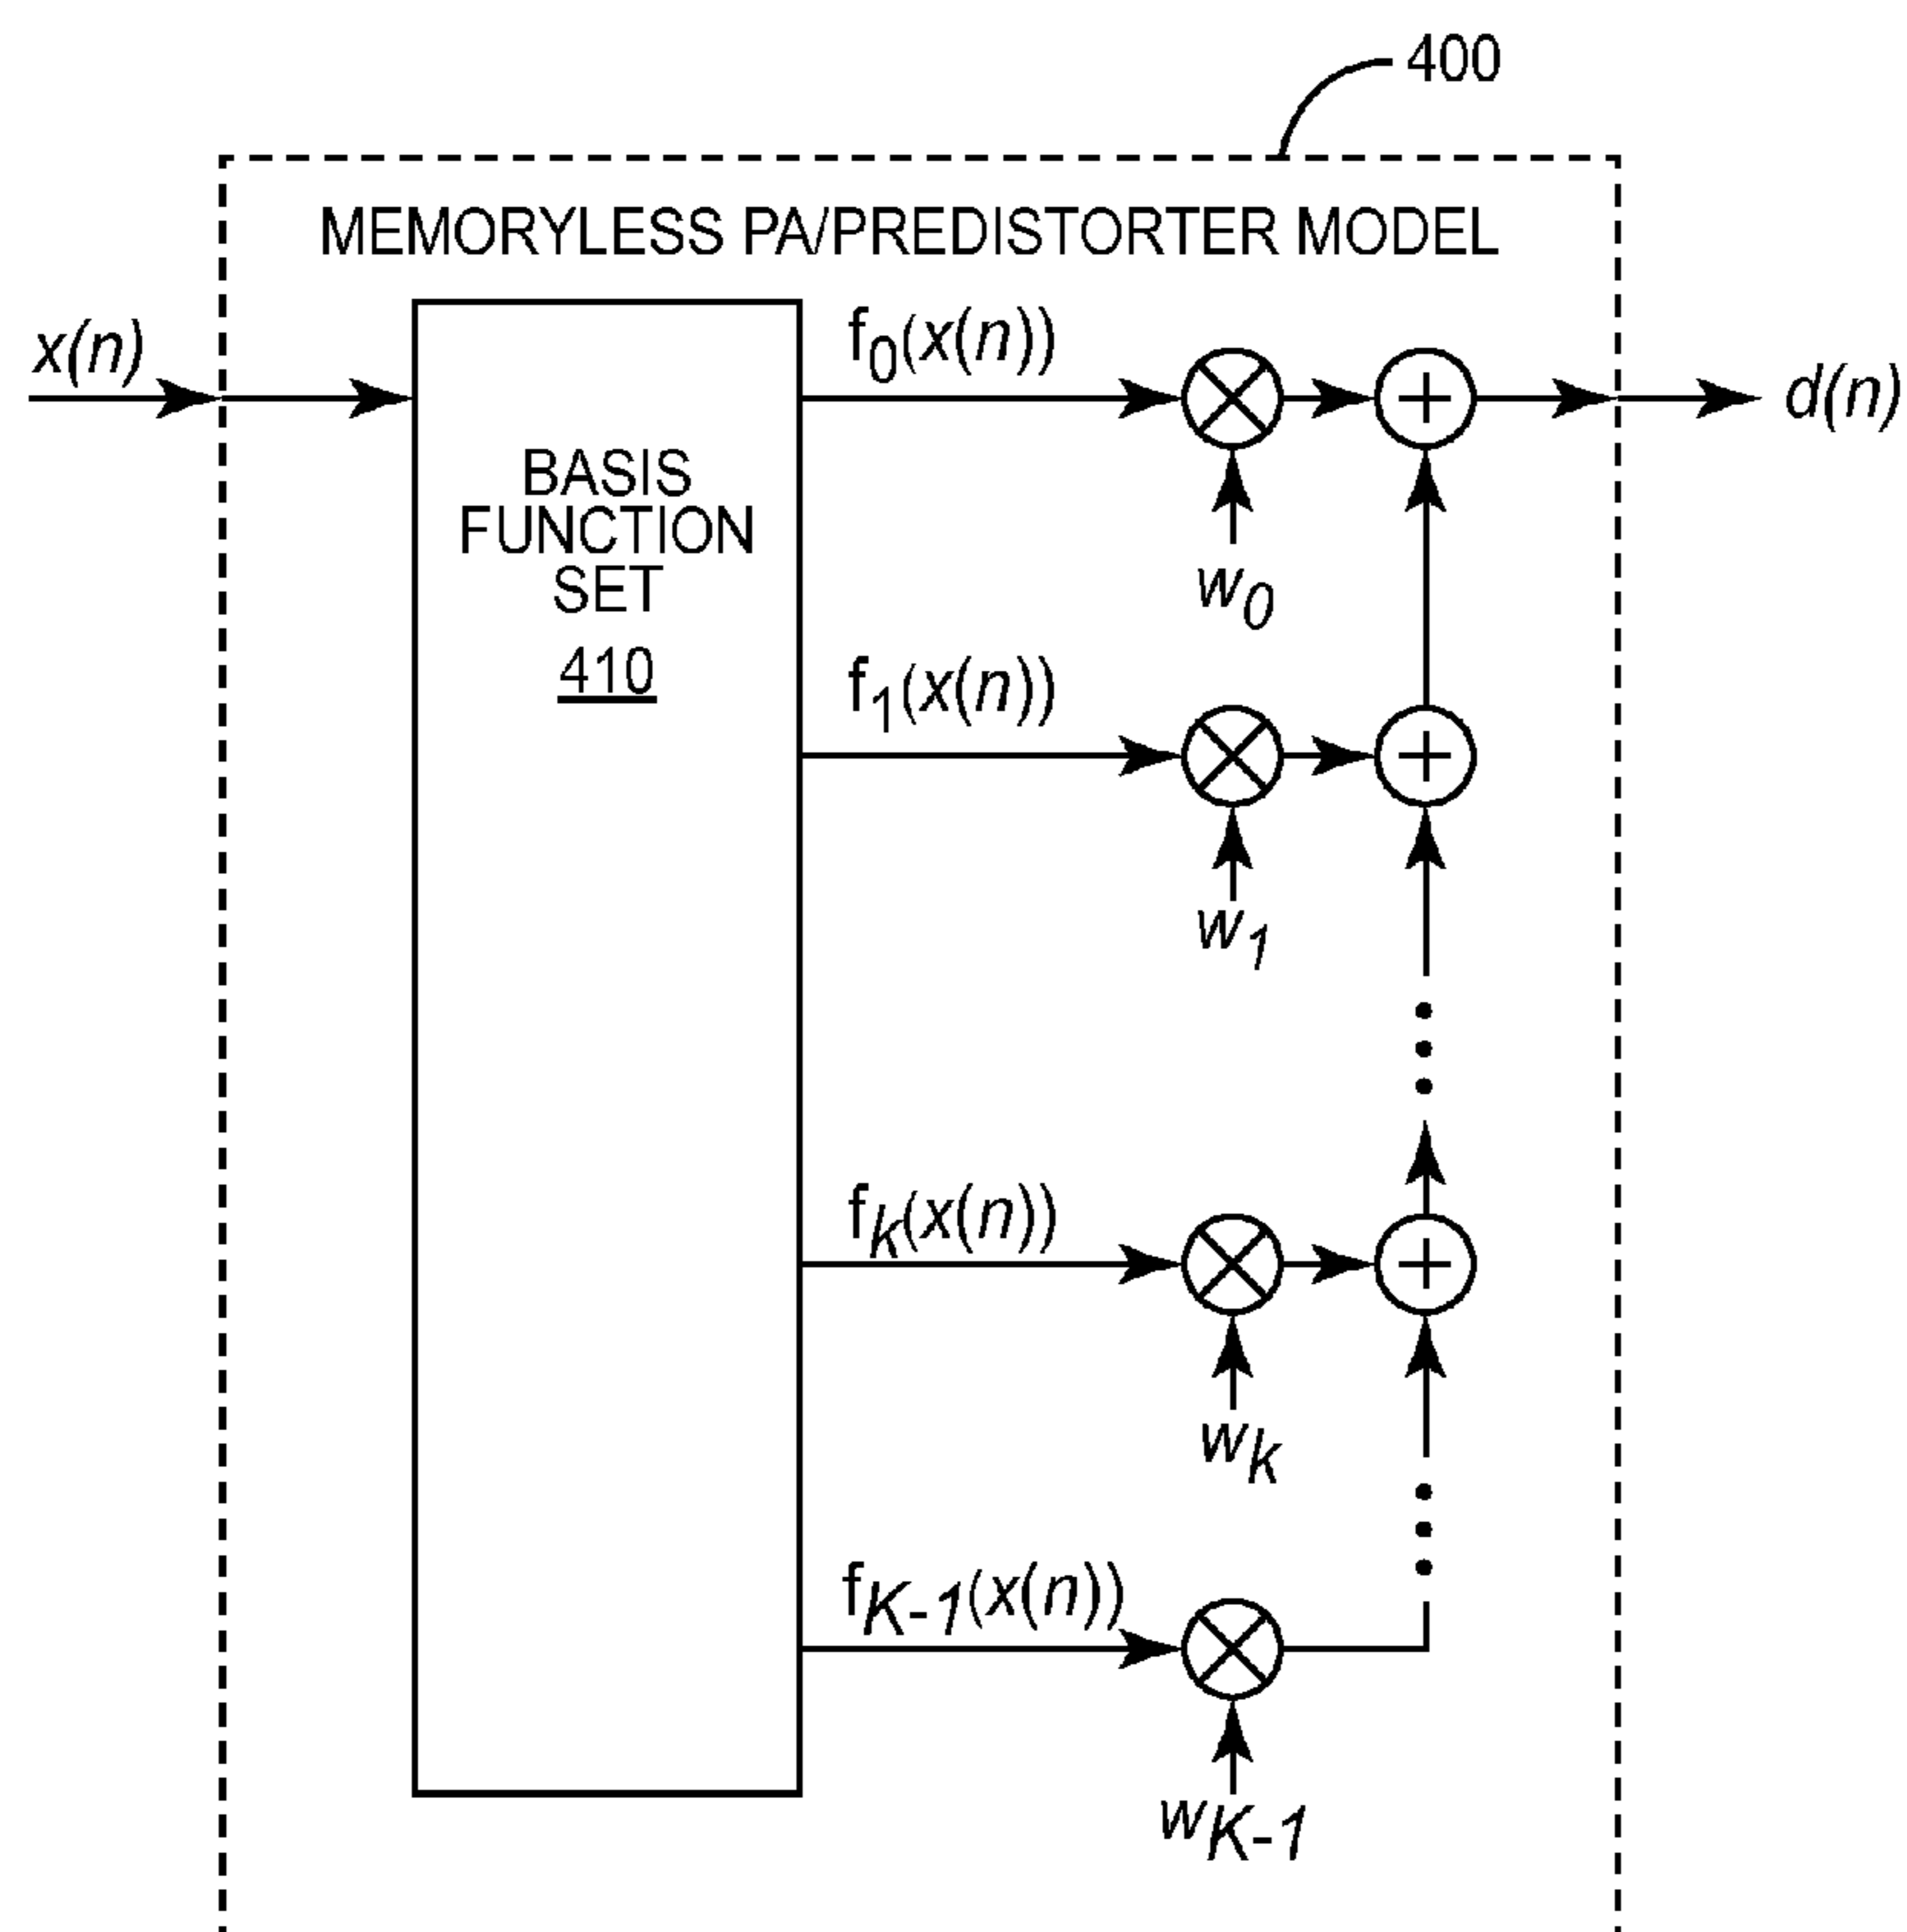 400
MEMORYLESS PA/PREDISTORTER MODEL
x(n)
f0(x(n))
d(n)
BASIS
FUNCTION
SET
410
w0
f1(x(n))
w1
fk(x(n))
wk
fK-1(x(n))
wK-1